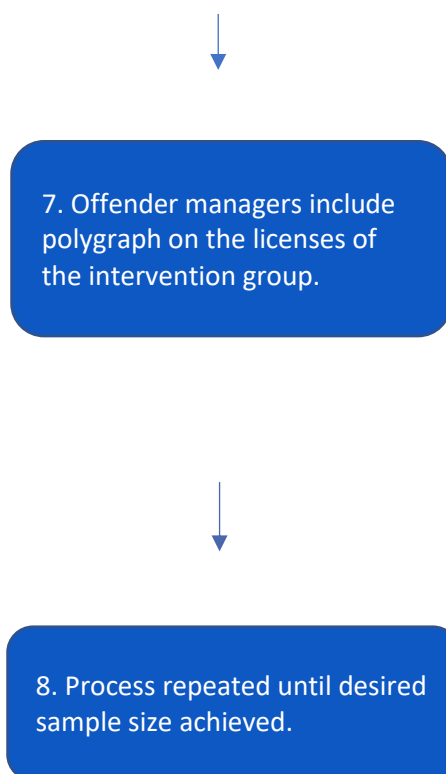 7. Offender managers include
polygraph on the licenses of
the intervention group.
8. Process repeated until desired
sample size achieved.